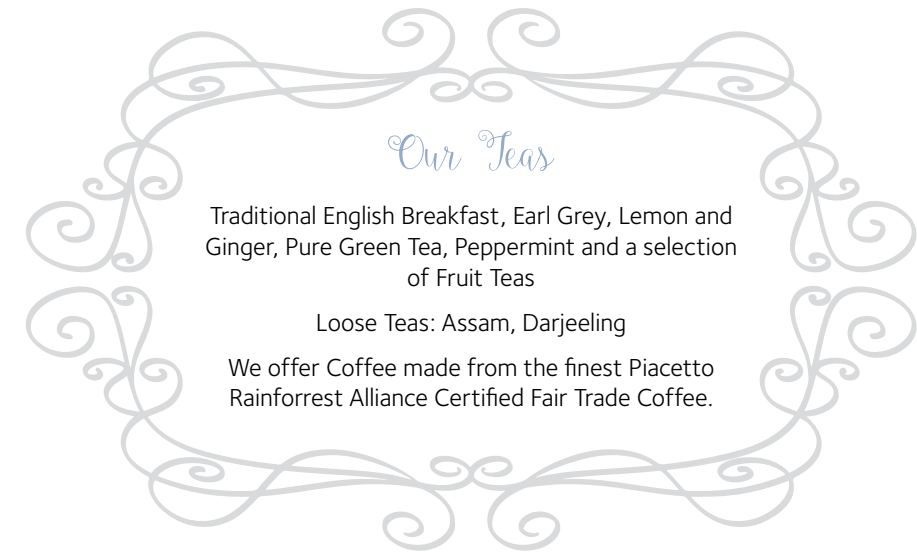 Our Teas
Traditional English Breakfast, Earl Grey, Lemon and
Ginger, Pure Green Tea, Peppermint and a selection
of Fruit Teas
Loose Teas: Assam, Darjeeling
We offer Coffee made from the finest Piacetto
Rainforrest Alliance Certified Fair Trade Coffee.